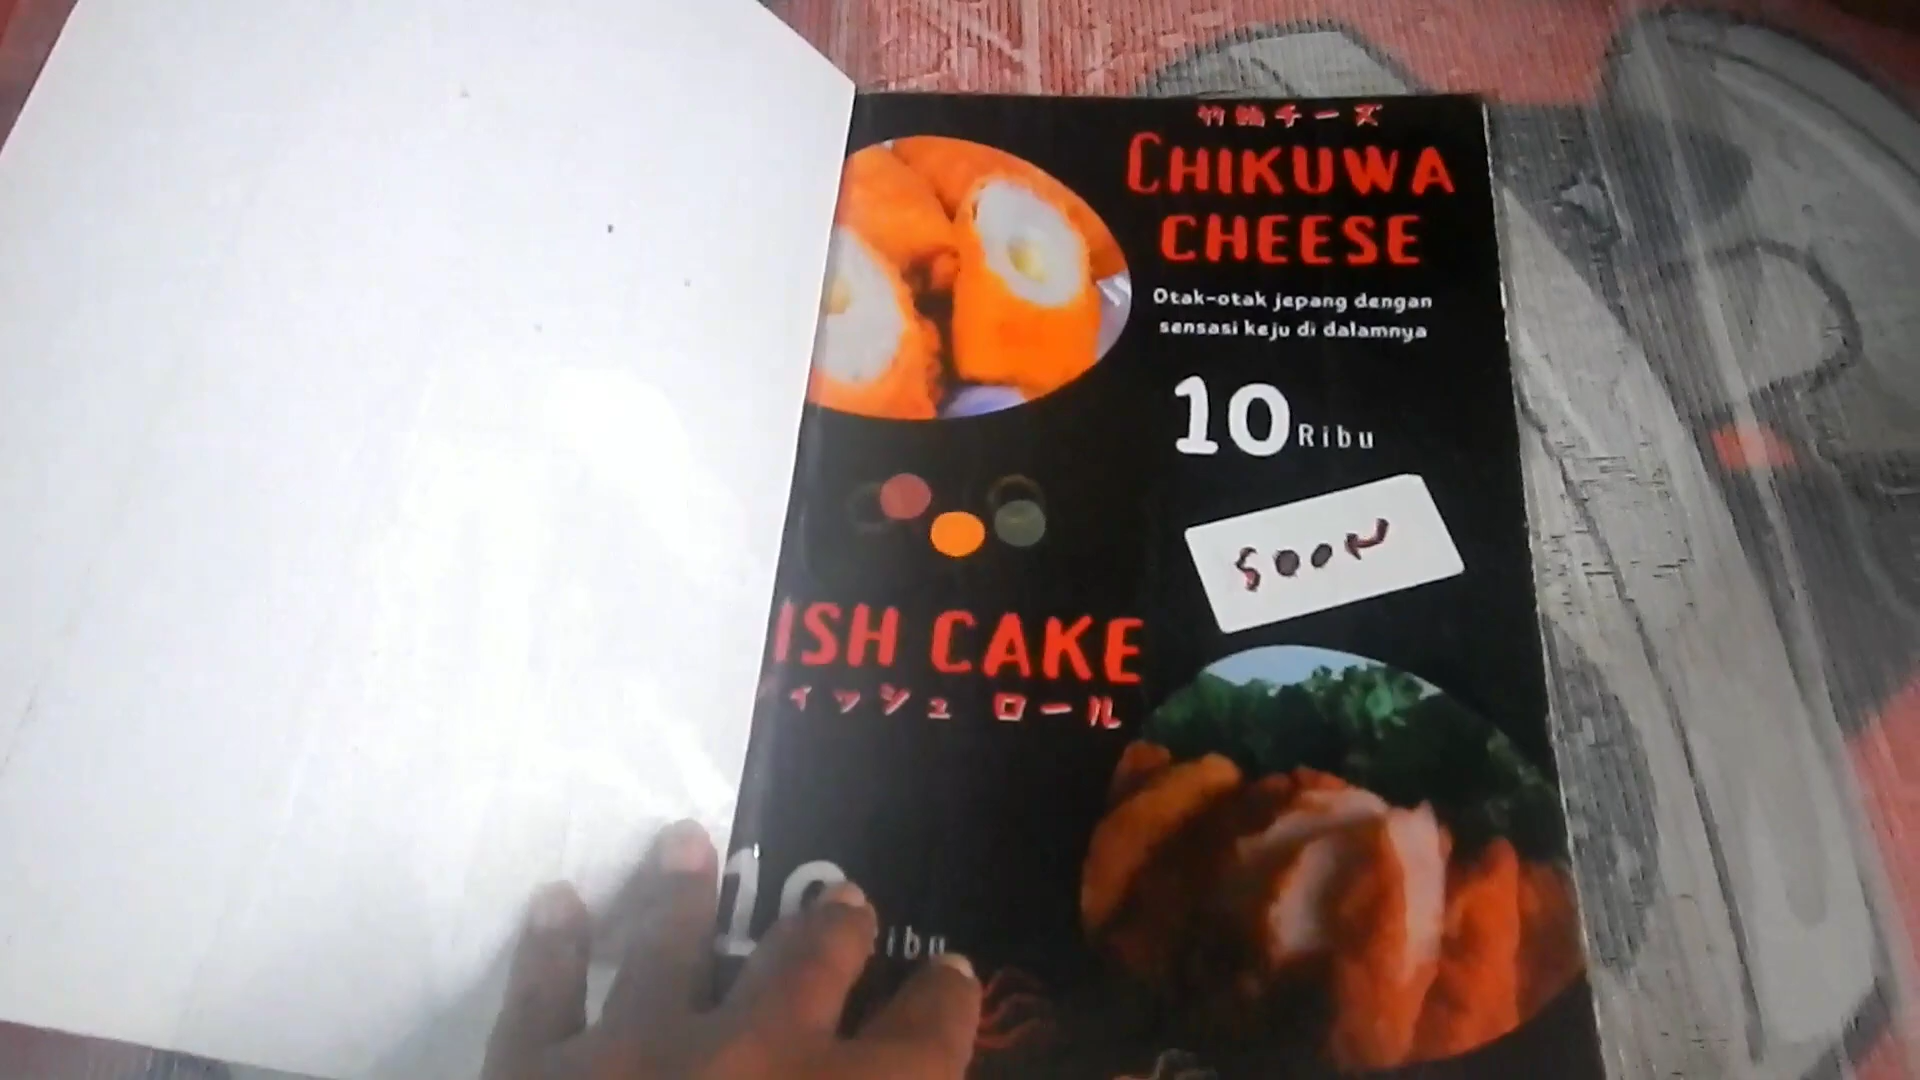 竹輪チーズ
CHIKUWA
CHEESE
Otak-otak jepang dengan
sensasi keju di dalamnya
10 Ribu
SOON
ISH CAKE
ィッシュ ロール
10 Ribu